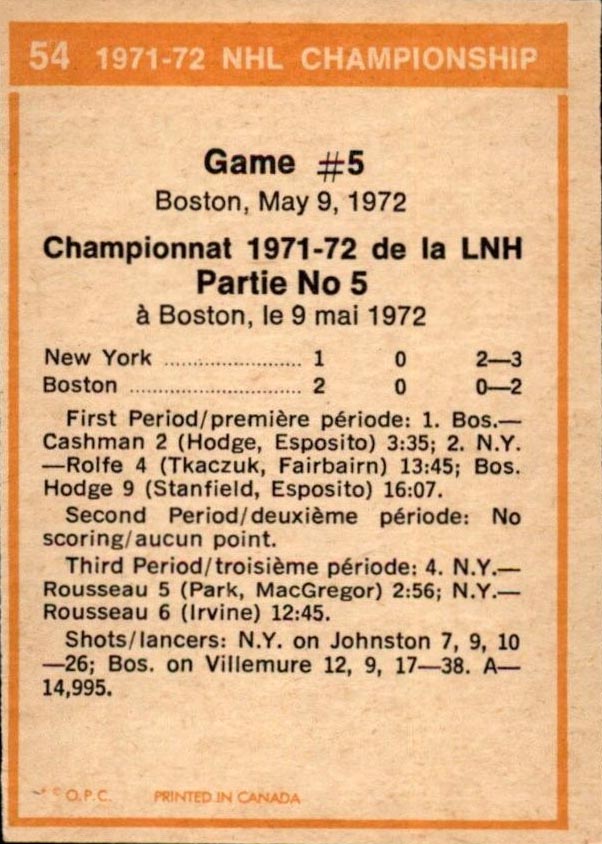 54 1971-72 NHL CHAMPIONSHIP
Game #5
Boston, May 9, 1972
Championnat 1971-72 de la LNH
Partie No 5
à Boston, le 9 mai 1972
New York ........................ 1 0 2—3
Boston ............................. 2 0 0—2
First Period/première période: 1. Bos.—
Cashman 2 (Hodge, Esposito) 3:35; 2. N.Y.
—Rolfe 4 (Tkaczuk, Fairbairn) 13:45; Bos.
Hodge 9 (Stanfield, Esposito) 16:07.
Second Period/deuxième période: No
scoring/aucun point.
Third Period/troisième période: 4. N.Y.—
Rousseau 5 (Park, MacGregor) 2:56; N.Y.—
Rousseau 6 (Irvine) 12:45.
Shots/lancers: N.Y. on Johnston 7, 9, 10
—26; Bos. on Villemure 12, 9, 17—38. A—
14,995.
© O.P.C. PRINTED IN CANADA